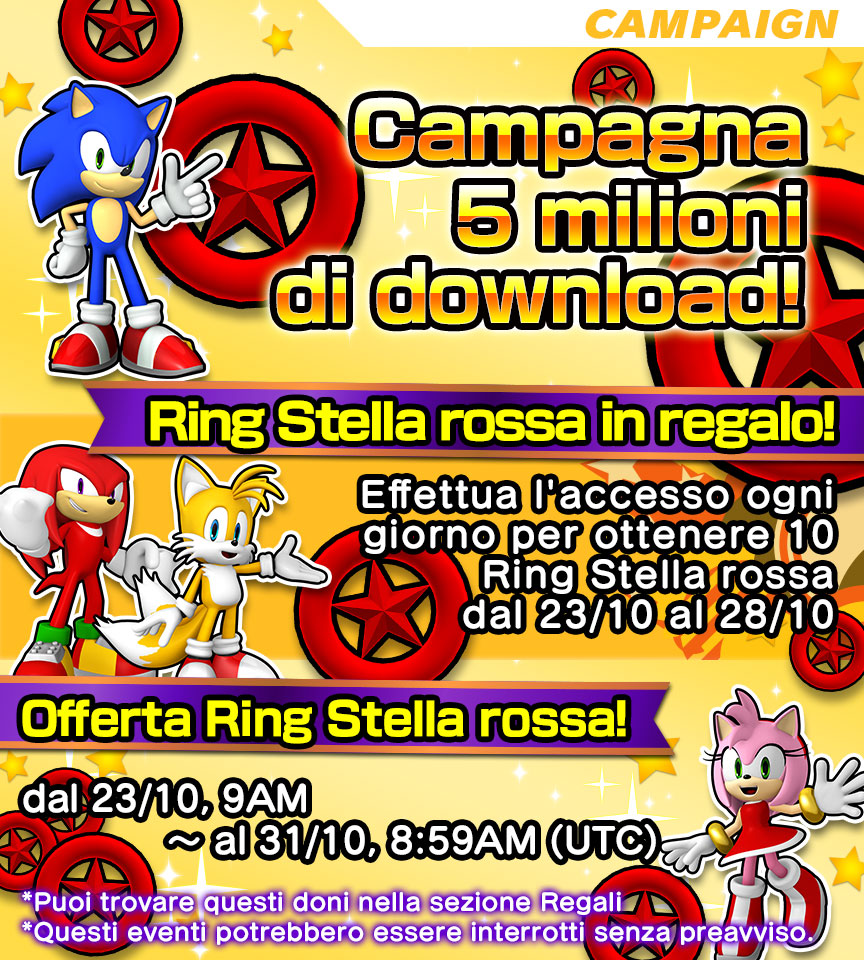 CAMPAIGN
Campagna
5 milioni
di download!
Ring Stella rossa in regalo!
Effettua l'accesso ogni
giorno per ottenere 10
Ring Stella rossa
dal 23/10 al 28/10
Offerta Ring Stella rossa!
dal 23/10, 9AM
～ al 31/10, 8:59AM (UTC)
*Puoi trovare questi doni nella sezione Regali
*Questi eventi potrebbero essere interrotti senza preavviso.